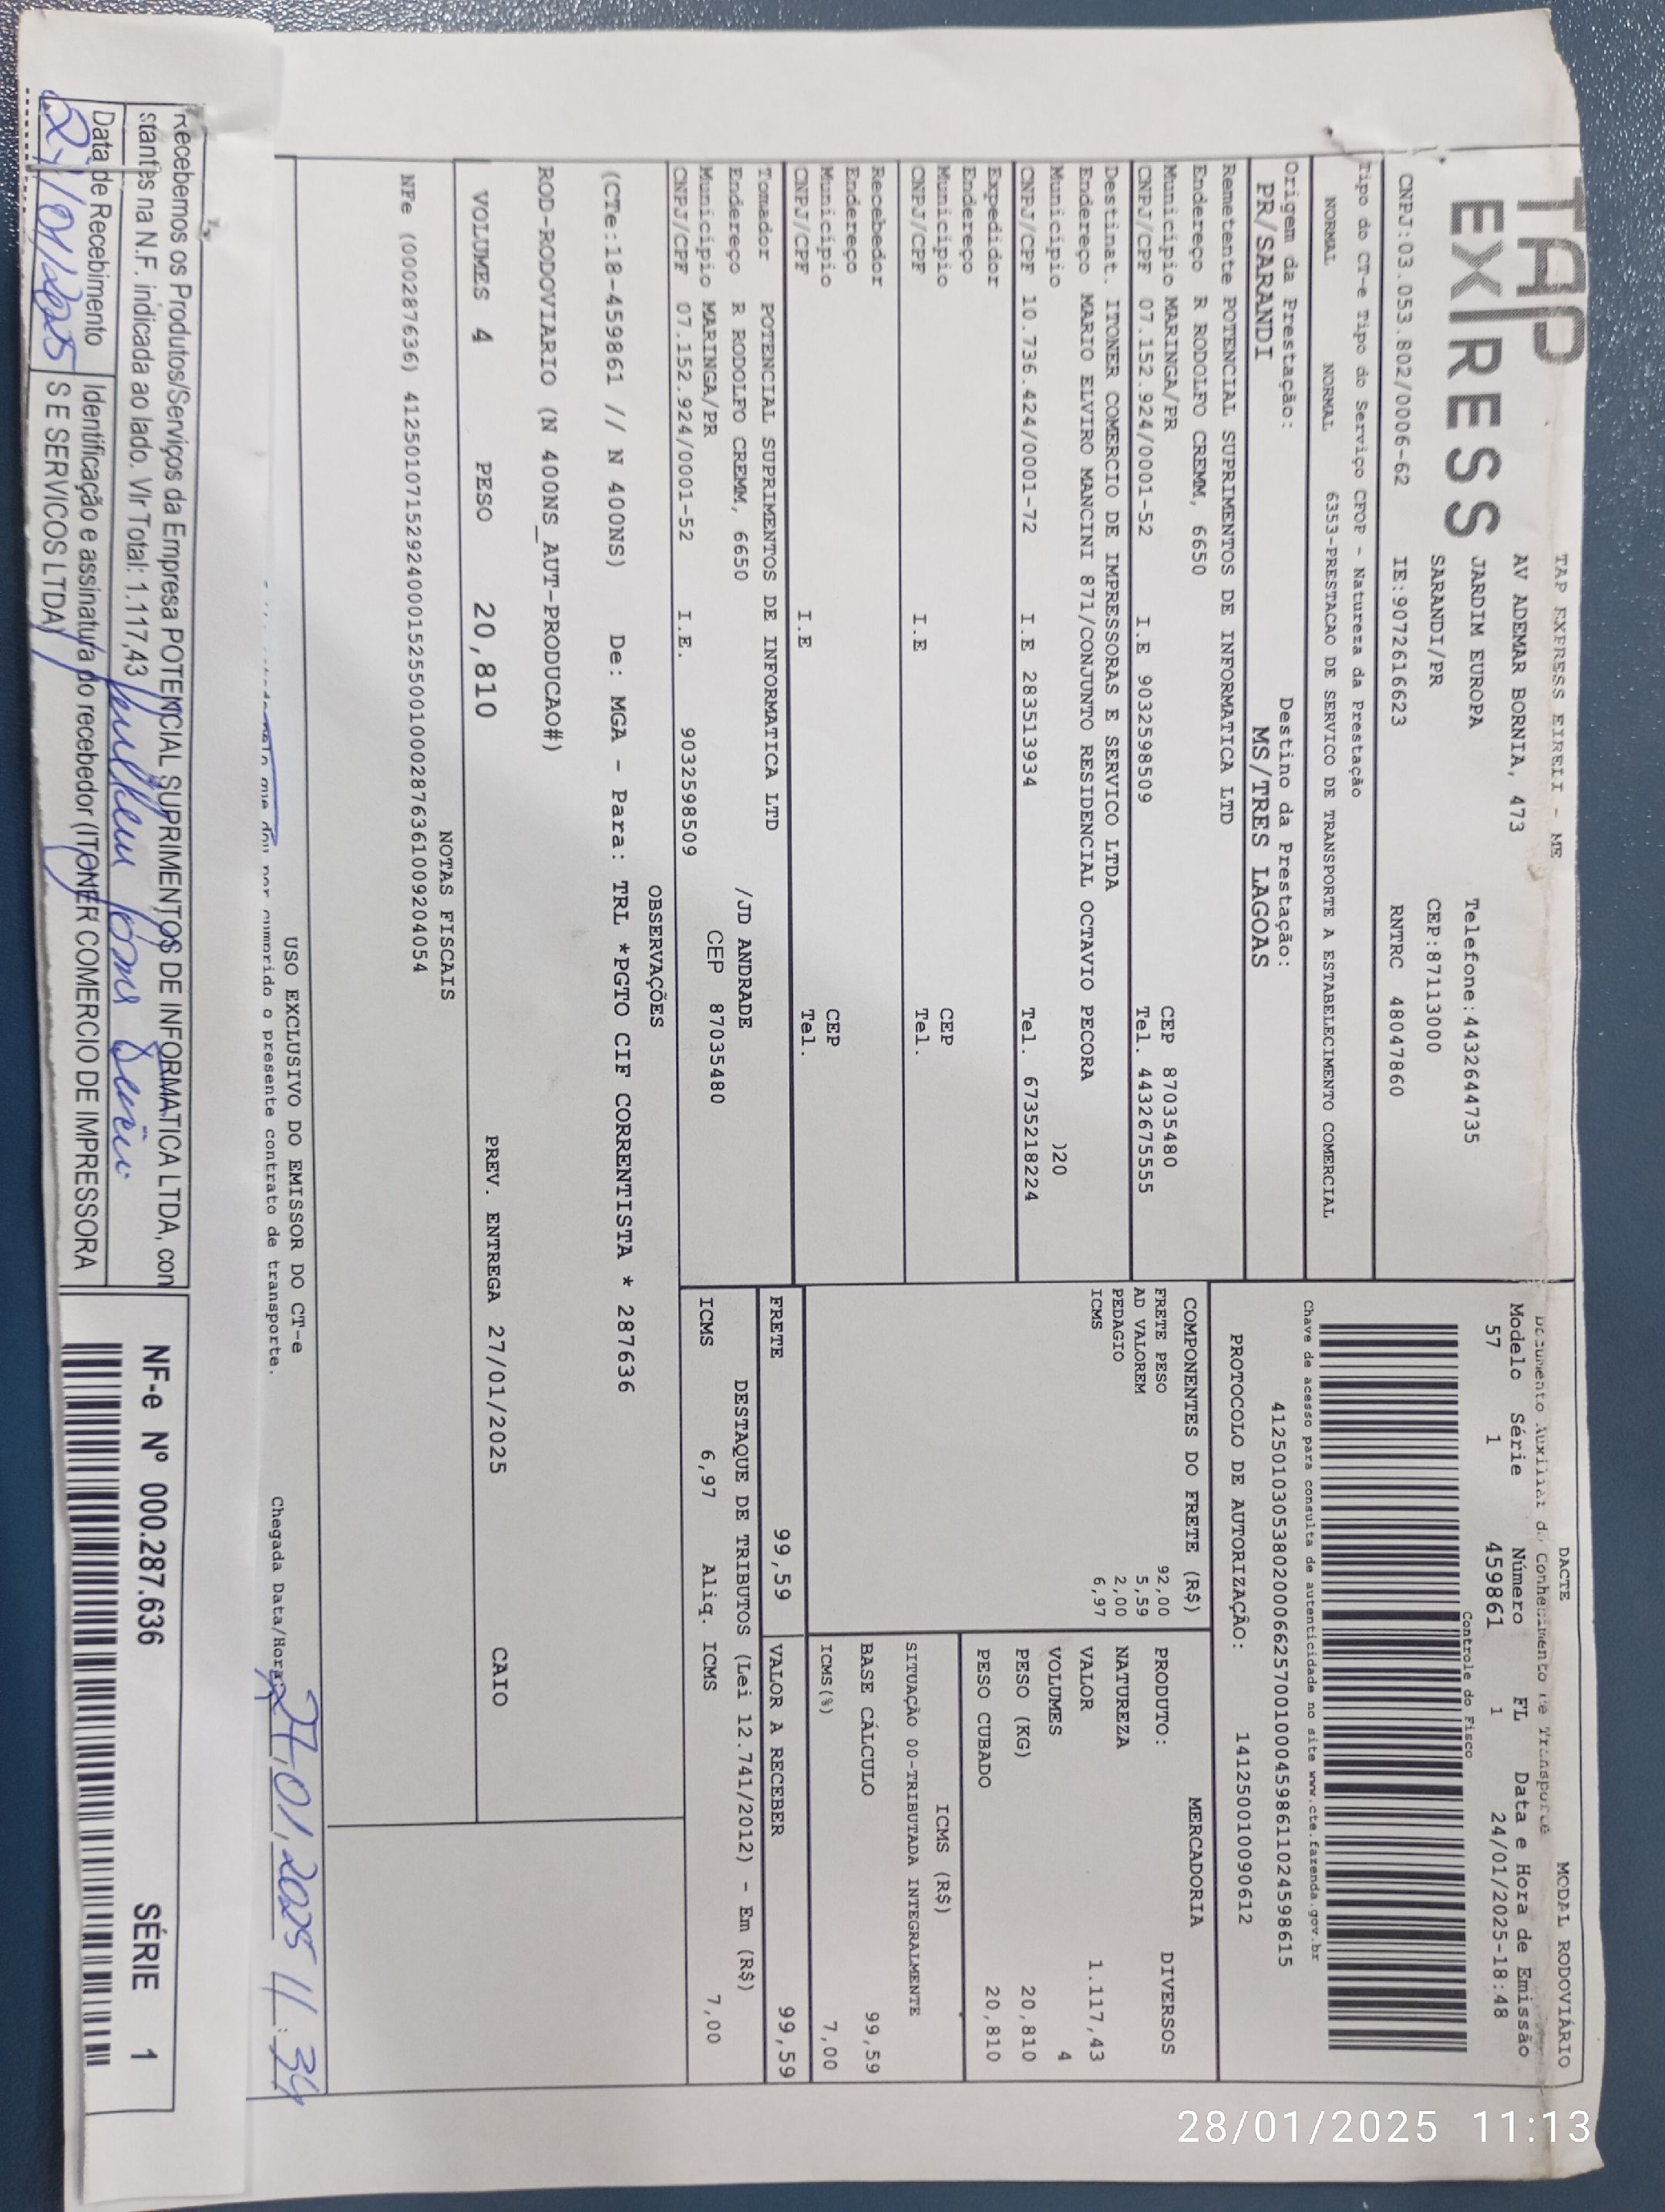 TAP
EXPRESS
TAP EXPRESS EIRELI - ME
AV ADEMAR BORNIA, 473
JARDIM EUROPA Telefone:4432644735
SARANDI/PR CEP:87113000
CNPJ:03.053.802/0006-62 IE:9072616623 RNTRC 48047860
Tipo do CT-e Tipo do Serviço CFOP - Natureza da Prestação
NORMAL NORMAL 6353-PRESTACAO DE SERVICO DE TRANSPORTE A ESTABELECIMENTO COMERCIAL
Origem da Prestação: Destino da Prestação:
PR/SARANDI MS/TRES LAGOAS
Remetente POTENCIAL SUPRIMENTOS DE INFORMATICA LTD
Endereço R RODOLFO CREMM, 6650
Município MARINGA/PR CEP 87035480
CNPJ/CPF 07.152.924/0001-52 I.E 9032598509 Tel. 4432675555
Destinat. ITONER COMERCIO DE IMPRESSORAS E SERVICO LTDA
Endereço MARIO ELVIRO MANCINI 871/CONJUNTO RESIDENCIAL OCTAVIO PECORA
Município )20
CNPJ/CPF 10.736.424/0001-72 I.E 283513934 Tel. 6735218224
Expedidor
Endereço
Município CEP
CNPJ/CPF I.E Tel.
Recebedor
Endereço
Município CEP
CNPJ/CPF I.E Tel.
Tomador POTENCIAL SUPRIMENTOS DE INFORMATICA LTD
Endereço R RODOLFO CREMM, 6650 /JD ANDRADE
Município MARINGA/PR CEP 87035480
CNPJ/CPF 07.152.924/0001-52 I.E. 9032598509
DACTE MODAL RODOVIÁRIO
Documento Auxiliar do Conhecimento de Transporte
Modelo Série Número FL Data e Hora de Emissão
57 1 459861 1 24/01/2025-18:48
Controle do Fisco
Chave de acesso para consulta de autenticidade no site www.cte.fazenda.gov.br
41250103053802000662570010004598611024598615
PROTOCOLO DE AUTORIZAÇÃO: 141250010090612
COMPONENTES DO FRETE (R$)
FRETE PESO 92,00
AD VALOREM 5,59
PEDAGIO 2,00
ICMS 6,97
MERCADORIA
PRODUTO: DIVERSOS
NATUREZA
VALOR 1.117,43
VOLUMES 4
PESO (KG) 20,810
PESO CUBADO 20,810
ICMS (R$)
SITUAÇÃO 00-TRIBUTADA INTEGRALMENTE
BASE CÁLCULO 99,59
ICMS(%) 7,00
FRETE 99,59 VALOR A RECEBER 99,59
DESTAQUE DE TRIBUTOS (Lei 12.741/2012) - Em (R$)
ICMS 6,97 Aliq. ICMS 7,00
OBSERVAÇÕES
(CTe:18-459861 // N 400NS) De: MGA - Para: TRL *PGTO CIF CORRENTISTA * 287636
ROD-RODOVIARIO (N 400NS_AUT-PRODUCAO#)
VOLUMES 4 PESO 20,810 PREV. ENTREGA 27/01/2025 CAIO
NOTAS FISCAIS
NFe (000287636) 41250107152924000152550010002876361009204054
USO EXCLUSIVO DO EMISSOR DO CT-e
que dou por cumprido o presente contrato de transporte. Chegada Data/Hora: 27/01/2025 11:34
Recebemos os Produtos/Serviços da Empresa POTENCIAL SUPRIMENTOS DE INFORMATICA LTDA, con
stantes na N.F. indicada ao lado. Vlr Total: 1.117,43
Data de Recebimento Identificação e assinatura do recebedor (ITONER COMERCIO DE IMPRESSORA
27/01/2025 S E SERVICOS LTDA)
NF-e Nº 000.287.636 SÉRIE 1
28/01/2025 11:13